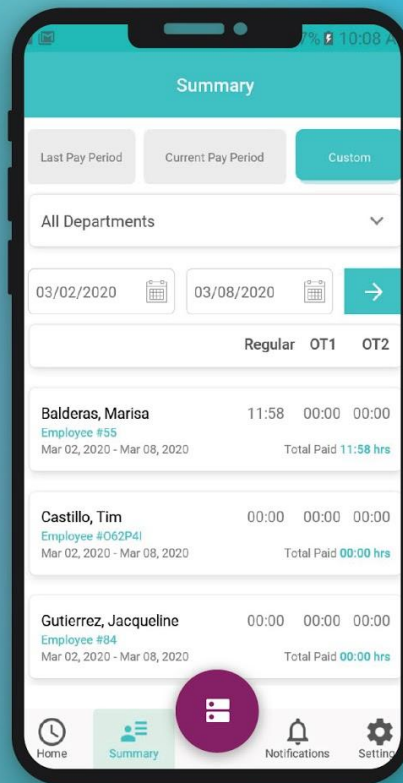 7% 10:08 A
Summary
Last Pay Period Current Pay Period Custom
All Departments
03/02/2020 03/08/2020
Regular OT1 OT2
Balderas, Marisa 11:58 00:00 00:00
Employee #55
Mar 02, 2020 - Mar 08, 2020 Total Paid 11:58 hrs
Castillo, Tim 00:00 00:00 00:00
Employee #O62P4I
Mar 02, 2020 - Mar 08, 2020 Total Paid 00:00 hrs
Gutierrez, Jacqueline 00:00 00:00 00:00
Employee #84
Mar 02, 2020 - Mar 08, 2020 Total Paid 00:00 hrs
Home Summary Notifications Setting